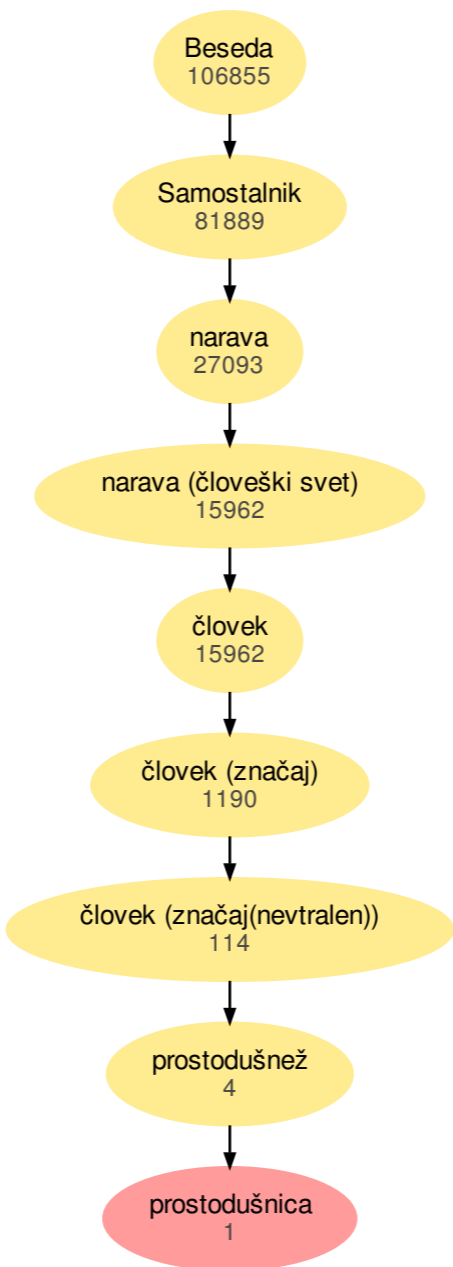 Beseda
106855
Samostalnik
81889
narava
27093
narava (človeški svet)
15962
človek
15962
človek (značaj)
1190
človek (značaj(nevtralen))
114
prostodušnež
4
prostodušnica
1